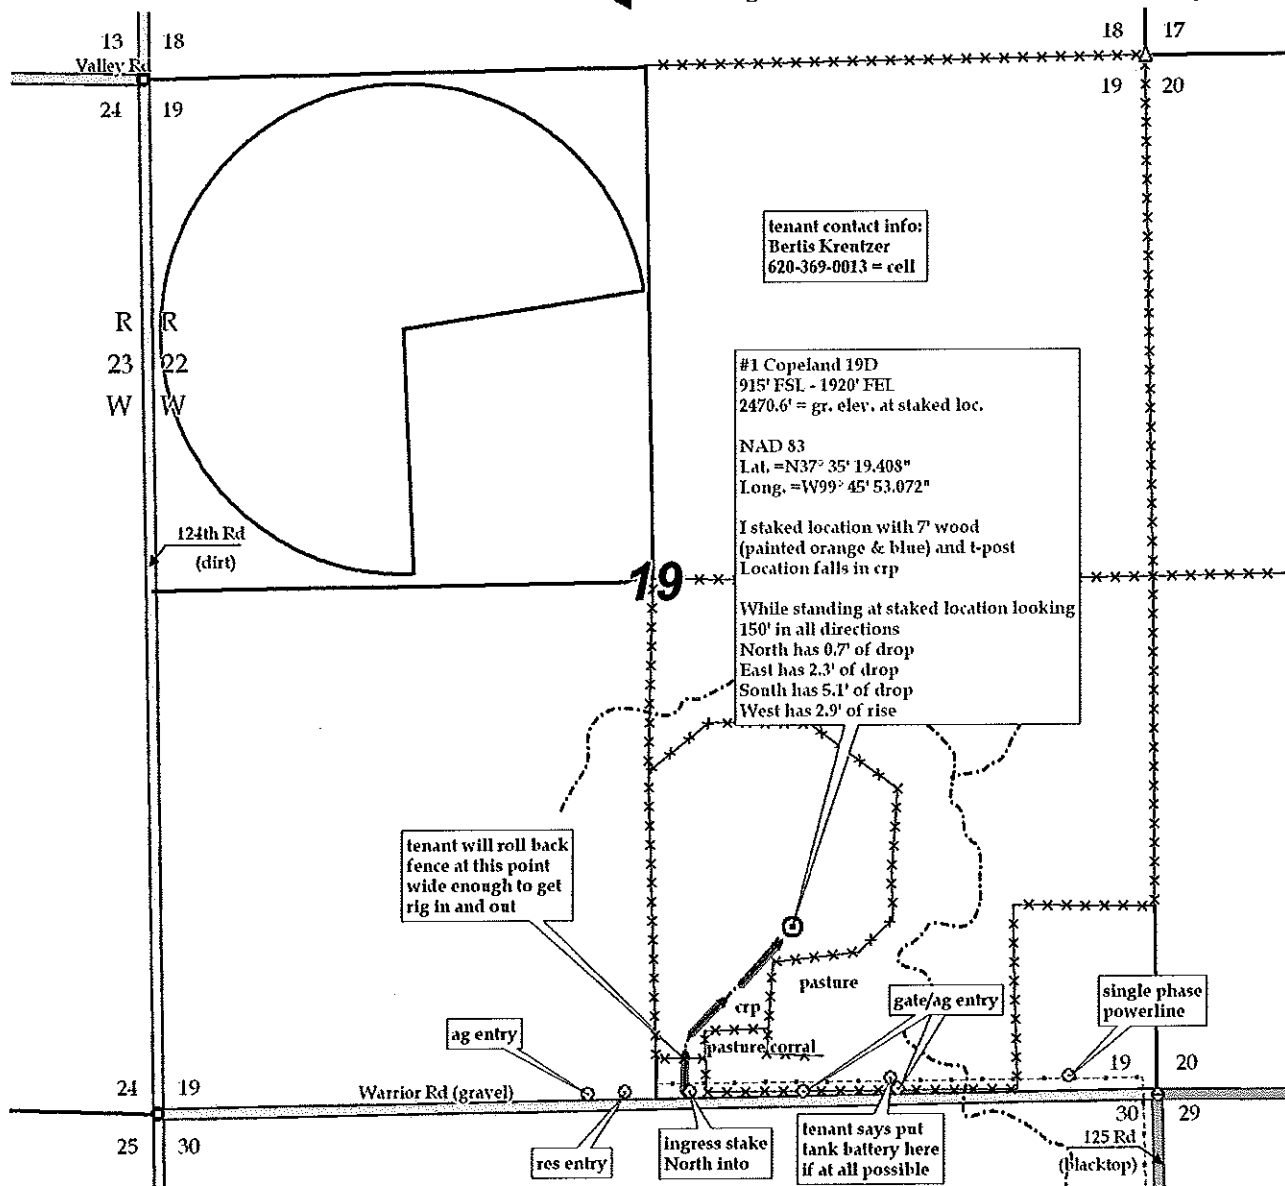 13 18
18 17
Valley Rd
24 19
19 20
tenant contact info:
Bertis Krentzer
620-369-0013 = cell
R R
23 22
W W
#1 Copeland 19D
915' FSL - 1920' FEL
2470.6' = gr. elev. at staked loc.
NAD 83
Lat. =N37° 35' 19.408"
Long. =W99° 45' 53.072"
I staked location with 7' wood
(painted orange & blue) and t-post
Location falls in crp
While standing at staked location looking
150' in all directions
North has 0.7' of drop
East has 2.3' of drop
South has 5.1' of drop
West has 2.9' of rise
124th Rd
(dirt)
19
tenant will roll back
fence at this point
wide enough to get
rig in and out
pasture
crp
gate/ag entry
single phase
powerline
ag entry
pasture corral
24 19
Warrior Rd (gravel)
19 20
30 29
25 30
res entry
ingress stake
North into
tenant says put
tank battery here
if at all possible
125 Rd
(blacktop)